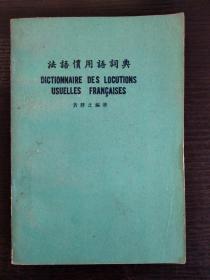 法語慣用語詞典
DICTIONNAIRE DES LOCUTIONS
USUELLES FRANÇAISES